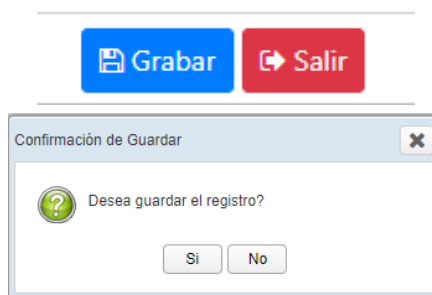 Grabar Salir
Confirmación de Guardar
Desea guardar el registro?
Si No